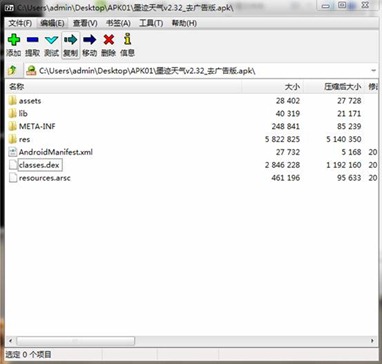 C:\Users\admin\Desktop\APK01\墨迹天气v2.32_去广告版.apk\
文件(F) 编辑(E) 查看(V) 书签(A) 工具(T) 帮助(H)
添加 提取 测试 复制 移动 删除 信息
C:\Users\admin\Desktop\APK01\墨迹天气v2.32_去广告版.apk\
名称 大小 压缩后大小
assets 28 402 27 728
lib 40 319 21 171
META-INF 248 841 85 239
res 5 822 825 5 140 350
AndroidManifest.xml 27 732 5 168 20
classes.dex 2 846 228 1 192 160 20
resources.arsc 461 196 95 633 20
选定 0 个项目